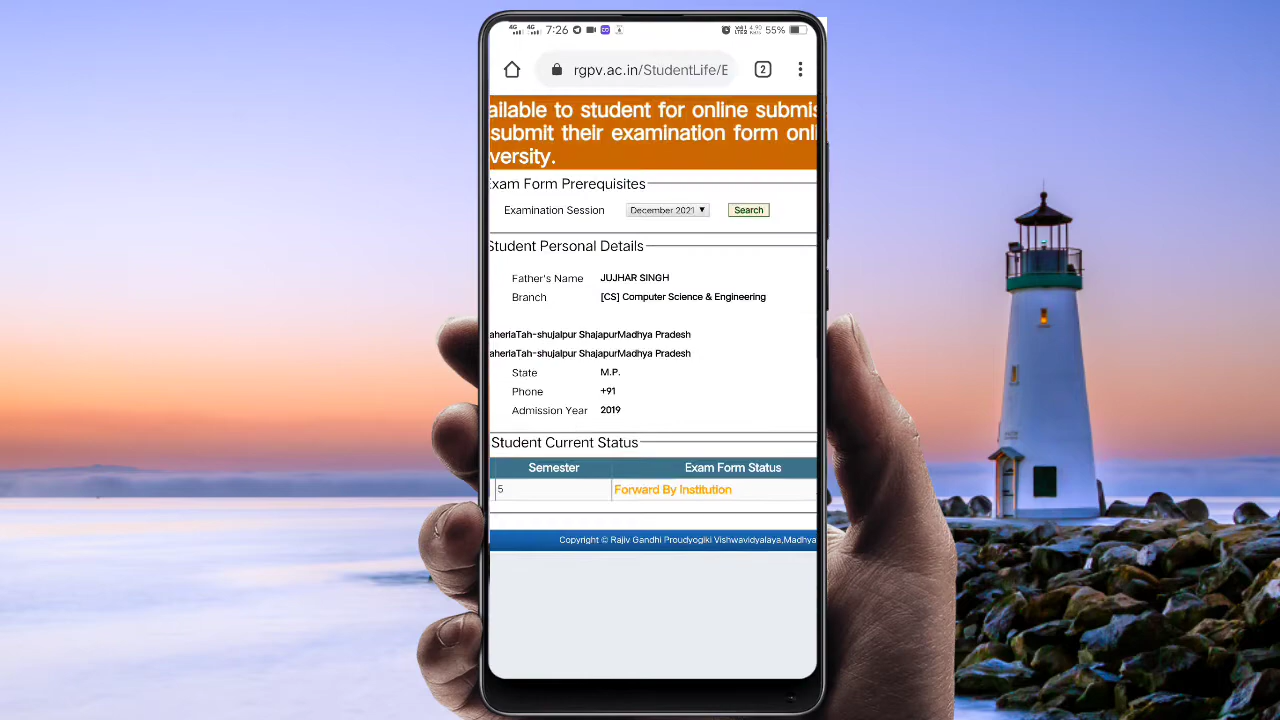 4G 4G 7:26 55%
rgpv.ac.in/StudentLife/E 2
ailable to student for online submis
submit their examination form onli
versity.
Exam Form Prerequisites
Examination Session December 2021 ▼ Search
Student Personal Details
Father's Name JUJHAR SINGH
Branch [CS] Computer Science & Engineering
aheriaTah-shujalpur ShajapurMadhya Pradesh
aheriaTah-shujalpur ShajapurMadhya Pradesh
State M.P.
Phone +91
Admission Year 2019
Student Current Status
Semester Exam Form Status
5 Forward By Institution
Copyright © Rajiv Gandhi Proudyogiki Vishwavidyalaya,Madhya